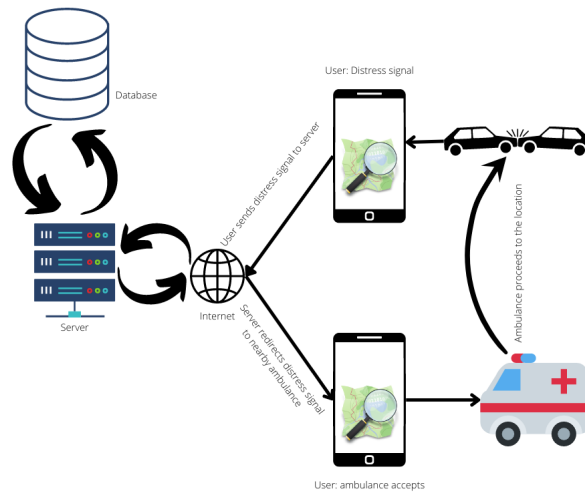 User: Distress signal
Database
User sends distress signal to server
Ambulance proceeds to the location
Server
Internet
Server redirects distress signal
to nearby ambulance
User: ambulance accepts